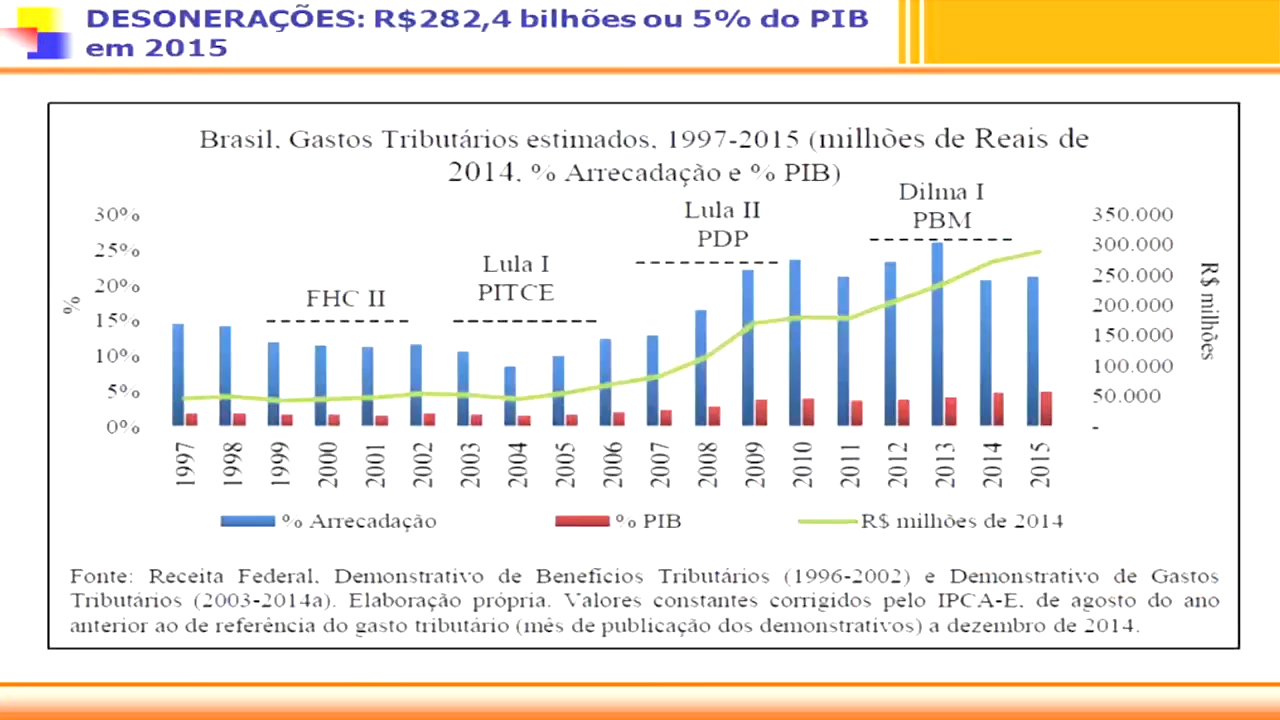 DESONERAÇÕES: R$282,4 bilhões ou 5% do PIB
em 2015
Brasil, Gastos Tributários estimados, 1997-2015 (milhões de Reais de
2014, % Arrecadação e % PIB)
Dilma I
PBM
Lula II
PDP
Lula I
PITCE
FHC II
30%
25%
20%
15%
10%
5%
0%
%
350.000
300.000
250.000
200.000
150.000
100.000
50.000
-
R$ milhões
1997
1998
1999
2000
2001
2002
2003
2004
2005
2006
2007
2008
2009
2010
2011
2012
2013
2014
2015
% Arrecadação
% PIB
R$ milhões de 2014
Fonte: Receita Federal, Demonstrativo de Benefícios Tributários (1996-2002) e Demonstrativo de Gastos
Tributários (2003-2014a). Elaboração própria. Valores constantes corrigidos pelo IPCA-E, de agosto do ano
anterior ao de referência do gasto tributário (mês de publicação dos demonstrativos) a dezembro de 2014.